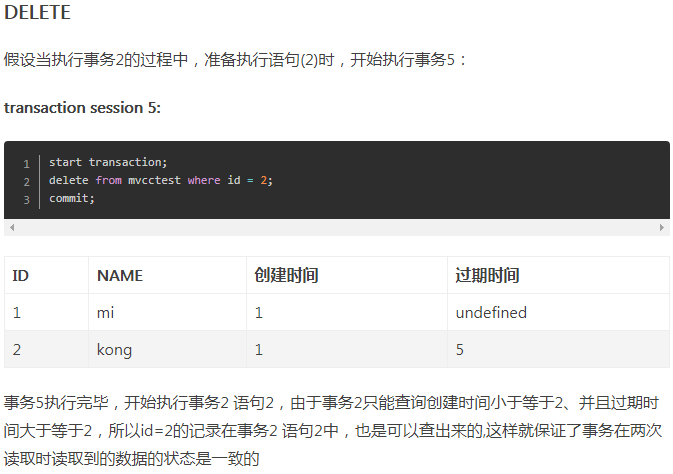 DELETE
假设当执行事务2的过程中，准备执行语句(2)时，开始执行事务5：
transaction session 5:
1 start transaction;
2 delete from mvcctest where id = 2;
3 commit;
ID NAME 创建时间 过期时间
1 mi 1 undefined
2 kong 1 5
事务5执行完毕，开始执行事务2 语句2，由于事务2只能查询创建时间小于等于2、并且过期时
间大于等于2，所以id=2的记录在事务2 语句2中，也是可以查出来的,这样就保证了事务在两次
读取时读取到的数据的状态是一致的